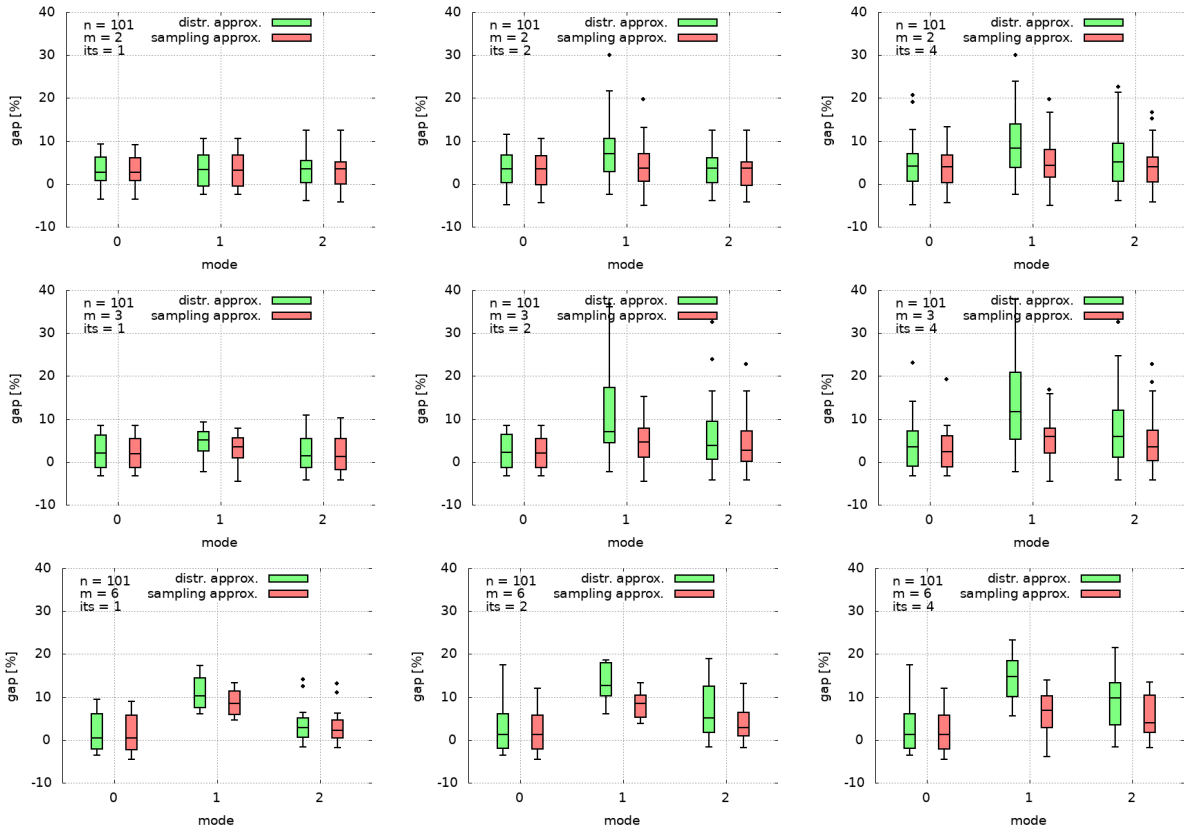 40
30
20
10
0
-10
gap [%]
n = 101
m = 2
its = 1
distr. approx.
sampling approx.
0 1 2
mode
40
30
20
10
0
-10
gap [%]
n = 101
m = 2
its = 2
distr. approx.
sampling approx.
0 1 2
mode
40
30
20
10
0
-10
gap [%]
n = 101
m = 2
its = 4
distr. approx.
sampling approx.
0 1 2
mode
40
30
20
10
0
-10
gap [%]
n = 101
m = 3
its = 1
distr. approx.
sampling approx.
0 1 2
mode
40
30
20
10
0
-10
gap [%]
n = 101
m = 3
its = 2
distr. approx.
sampling approx.
0 1 2
mode
40
30
20
10
0
-10
gap [%]
n = 101
m = 3
its = 4
distr. approx.
sampling approx.
0 1 2
mode
40
30
20
10
0
-10
gap [%]
n = 101
m = 6
its = 1
distr. approx.
sampling approx.
0 1 2
mode
40
30
20
10
0
-10
gap [%]
n = 101
m = 6
its = 2
distr. approx.
sampling approx.
0 1 2
mode
40
30
20
10
0
-10
gap [%]
n = 101
m = 6
its = 4
distr. approx.
sampling approx.
0 1 2
mode